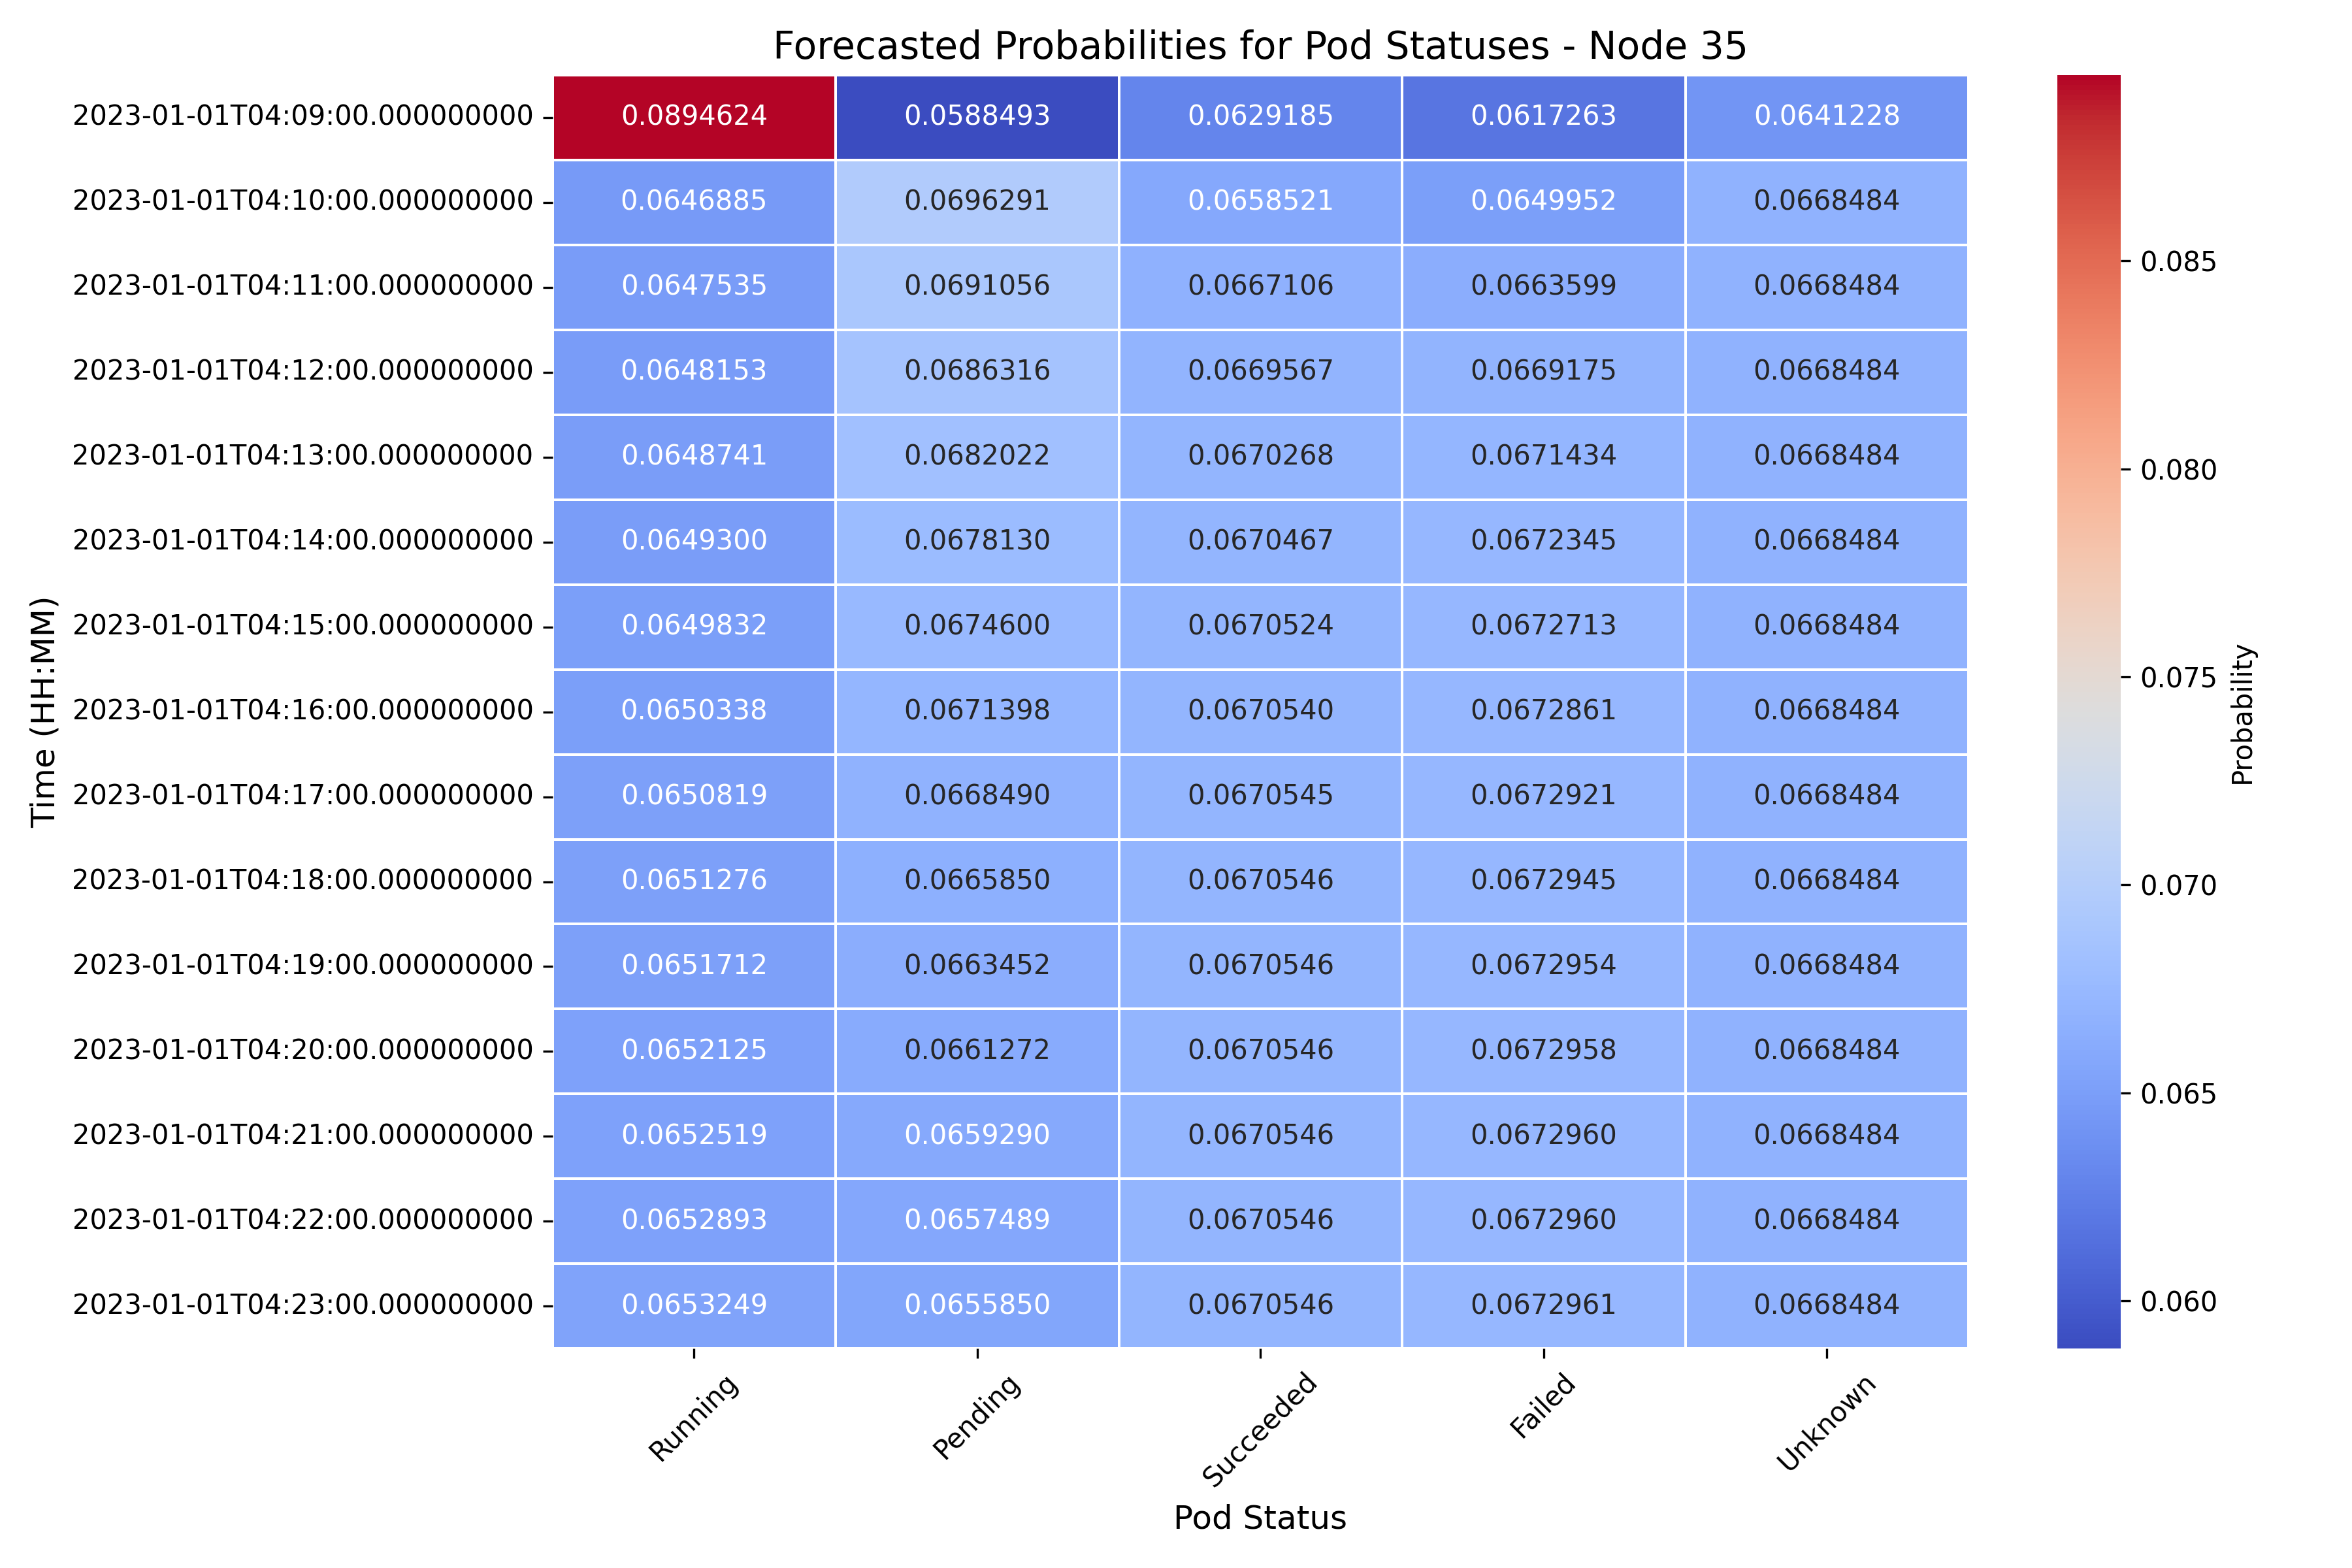 Forecasted Probabilities for Pod Statuses - Node 35
2023-01-01T04:09:00.000000000 0.0894624 0.0588493 0.0629185 0.0617263 0.0641228
2023-01-01T04:10:00.000000000 0.0646885 0.0696291 0.0658521 0.0649952 0.0668484
2023-01-01T04:11:00.000000000 0.0647535 0.0691056 0.0667106 0.0663599 0.0668484
2023-01-01T04:12:00.000000000 0.0648153 0.0686316 0.0669567 0.0669175 0.0668484
2023-01-01T04:13:00.000000000 0.0648741 0.0682022 0.0670268 0.0671434 0.0668484
2023-01-01T04:14:00.000000000 0.0649300 0.0678130 0.0670467 0.0672345 0.0668484
2023-01-01T04:15:00.000000000 0.0649832 0.0674600 0.0670524 0.0672713 0.0668484
2023-01-01T04:16:00.000000000 0.0650338 0.0671398 0.0670540 0.0672861 0.0668484
2023-01-01T04:17:00.000000000 0.0650819 0.0668490 0.0670545 0.0672921 0.0668484
2023-01-01T04:18:00.000000000 0.0651276 0.0665850 0.0670546 0.0672945 0.0668484
2023-01-01T04:19:00.000000000 0.0651712 0.0663452 0.0670546 0.0672954 0.0668484
2023-01-01T04:20:00.000000000 0.0652125 0.0661272 0.0670546 0.0672958 0.0668484
2023-01-01T04:21:00.000000000 0.0652519 0.0659290 0.0670546 0.0672960 0.0668484
2023-01-01T04:22:00.000000000 0.0652893 0.0657489 0.0670546 0.0672960 0.0668484
2023-01-01T04:23:00.000000000 0.0653249 0.0655850 0.0670546 0.0672961 0.0668484
Time (HH:MM)
Running Pending Succeeded Failed Unknown
Pod Status
0.085
0.080
0.075
0.070
0.065
0.060
Probability